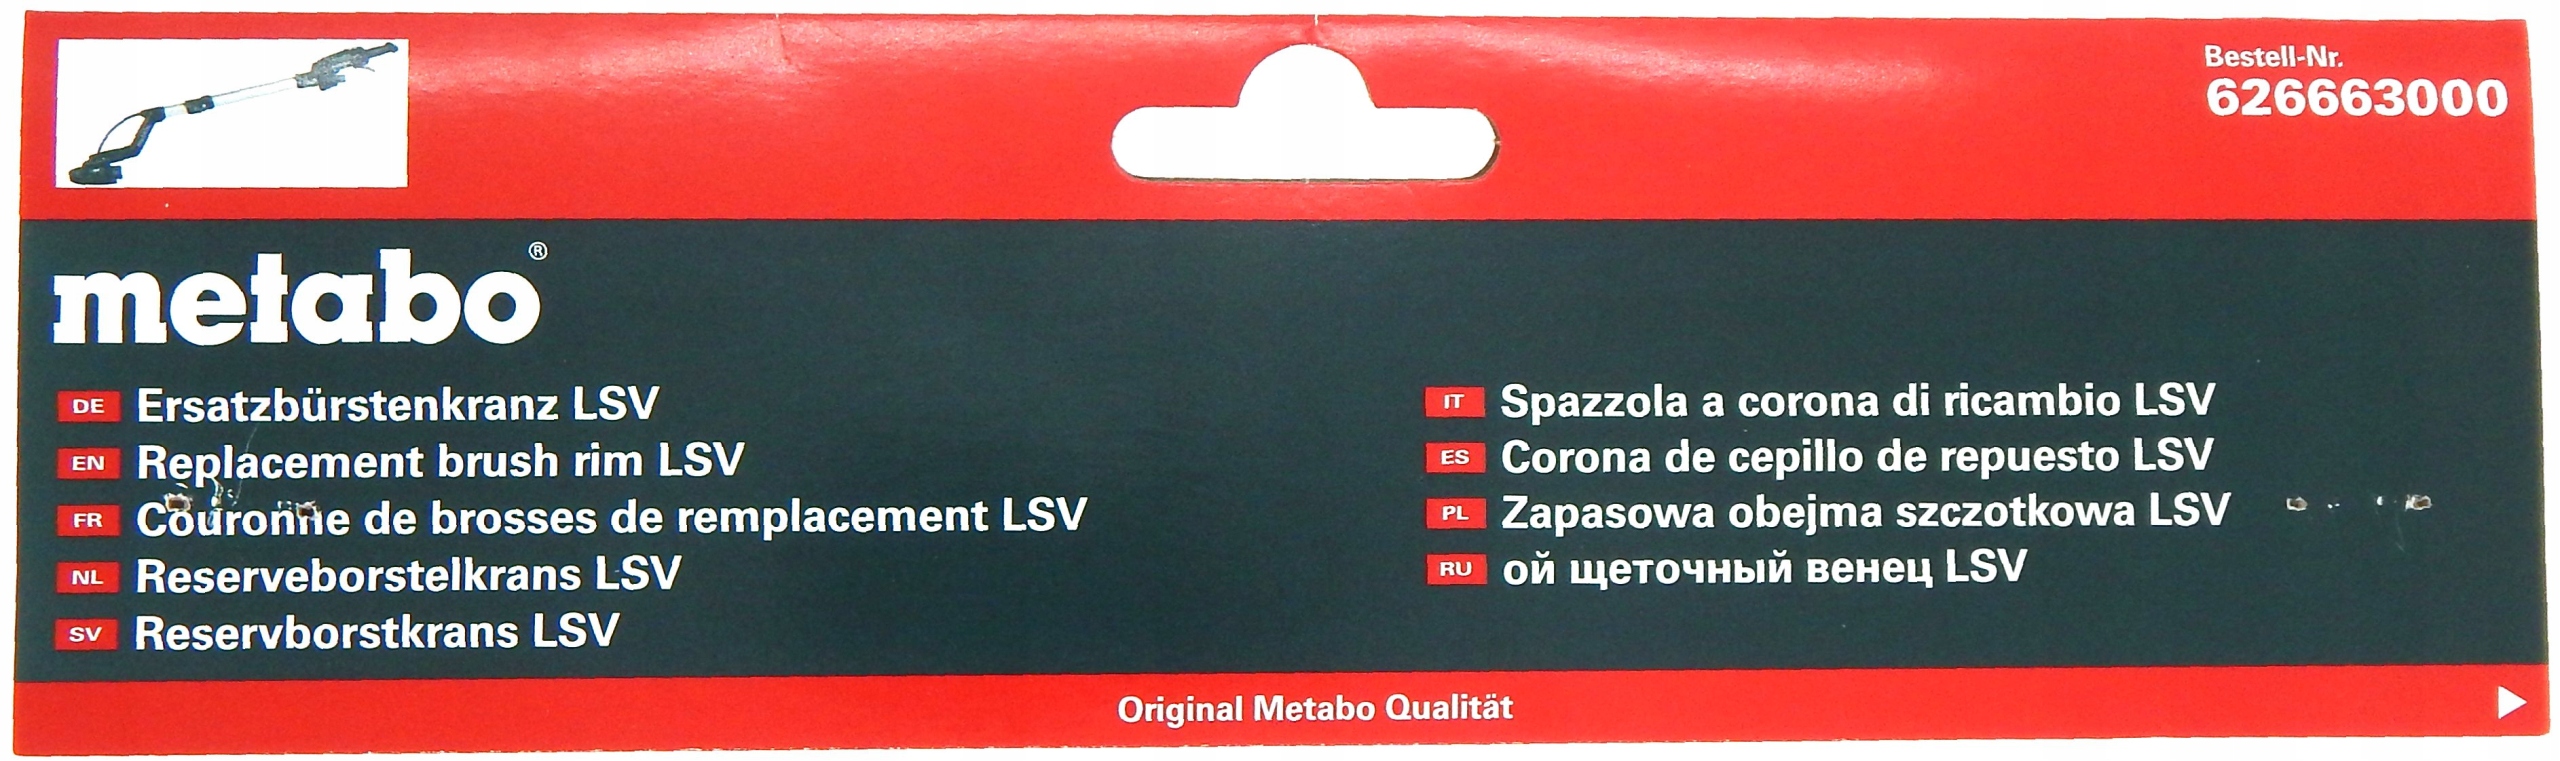 Bestell-Nr.
626663000
metabo®
DE Ersatzbürstenkranz LSV
EN Replacement brush rim LSV
FR Couronne de brosses de remplacement LSV
NL Reserveborstelkrans LSV
SV Reservborstkrans LSV
IT Spazzola a corona di ricambio LSV
ES Corona de cepillo de repuesto LSV
PL Zapasowa obejma szczotkowa LSV
RU ой щеточный венец LSV
Original Metabo Qualität